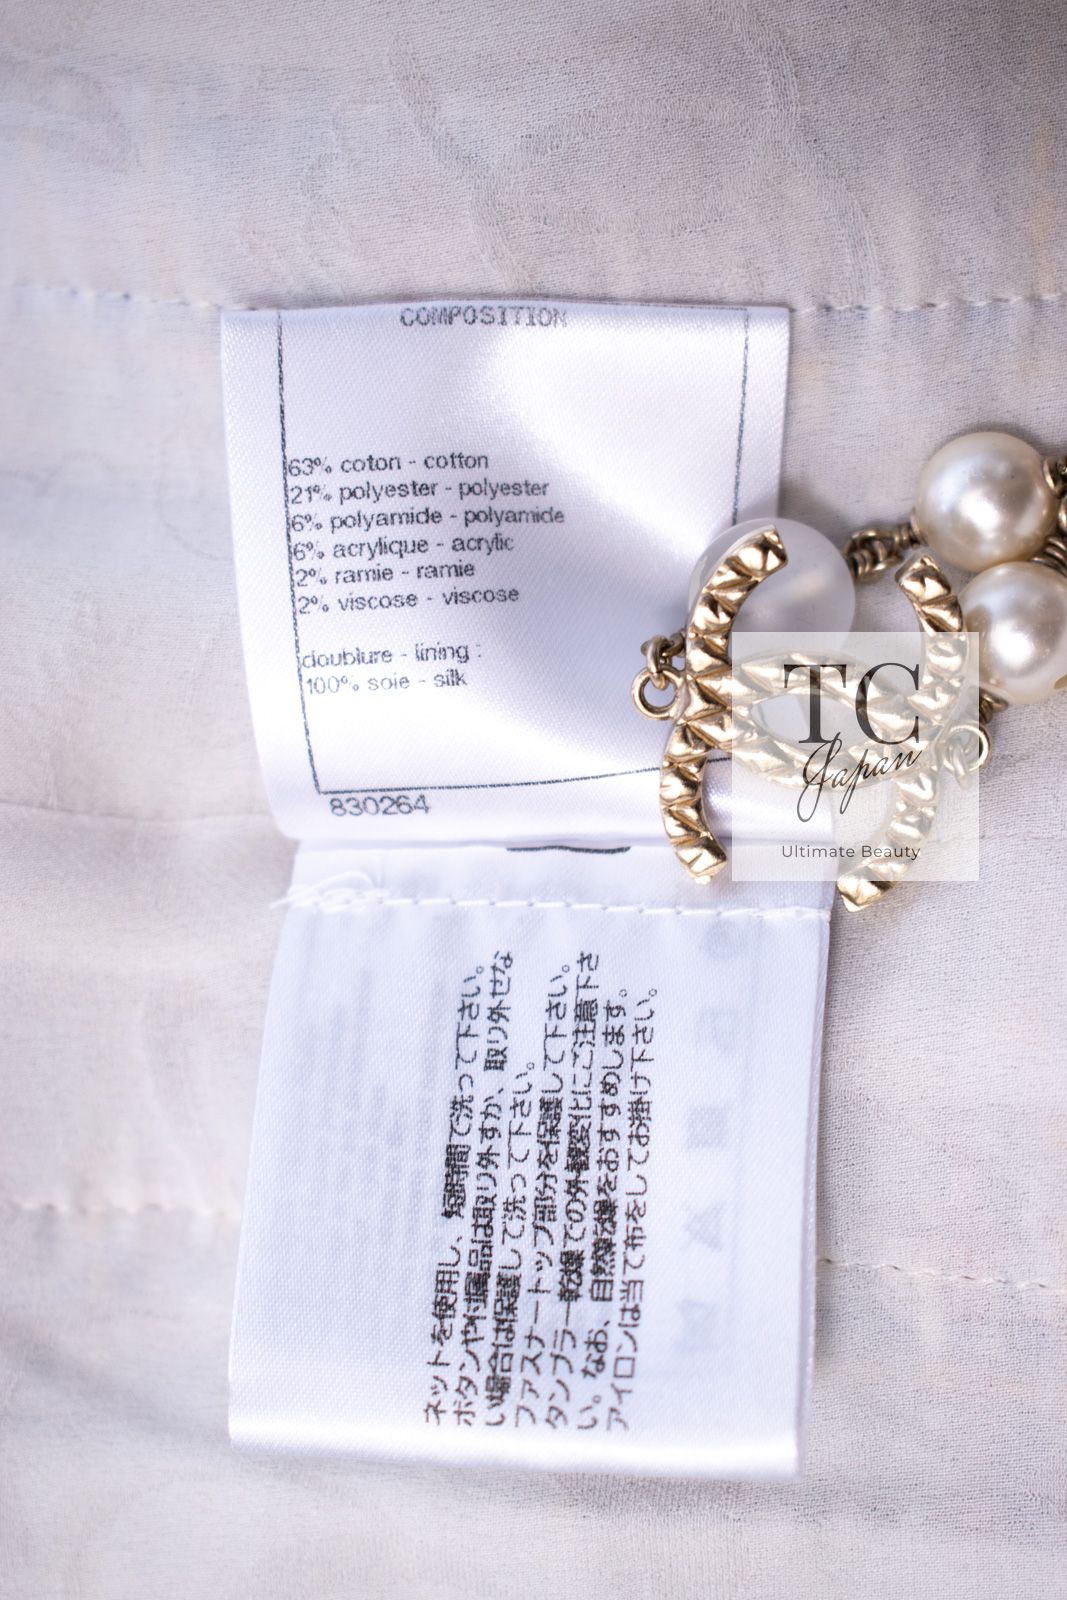 COMPOSITION
63% coton - cotton
21% polyester - polyester
6% polyamide - polyamide
6% acrylique - acrylic
2% ramie - ramie
2% viscose - viscose
doublure - lining :
100% soie - silk
830264
TC
Japan
Ultimate Beauty
ネットを使用し、短時間で洗って下さい。
ボタンや付属品は取り外すか、取り外せな
い場合は保護して洗って下さい。
ファスナートップ部分を保護して下さい。
タンブラー乾燥での外観変化にご注意下さ
い。なお、自然乾燥をおすすめします。
アイロンは当て布をしてお掛け下さい。